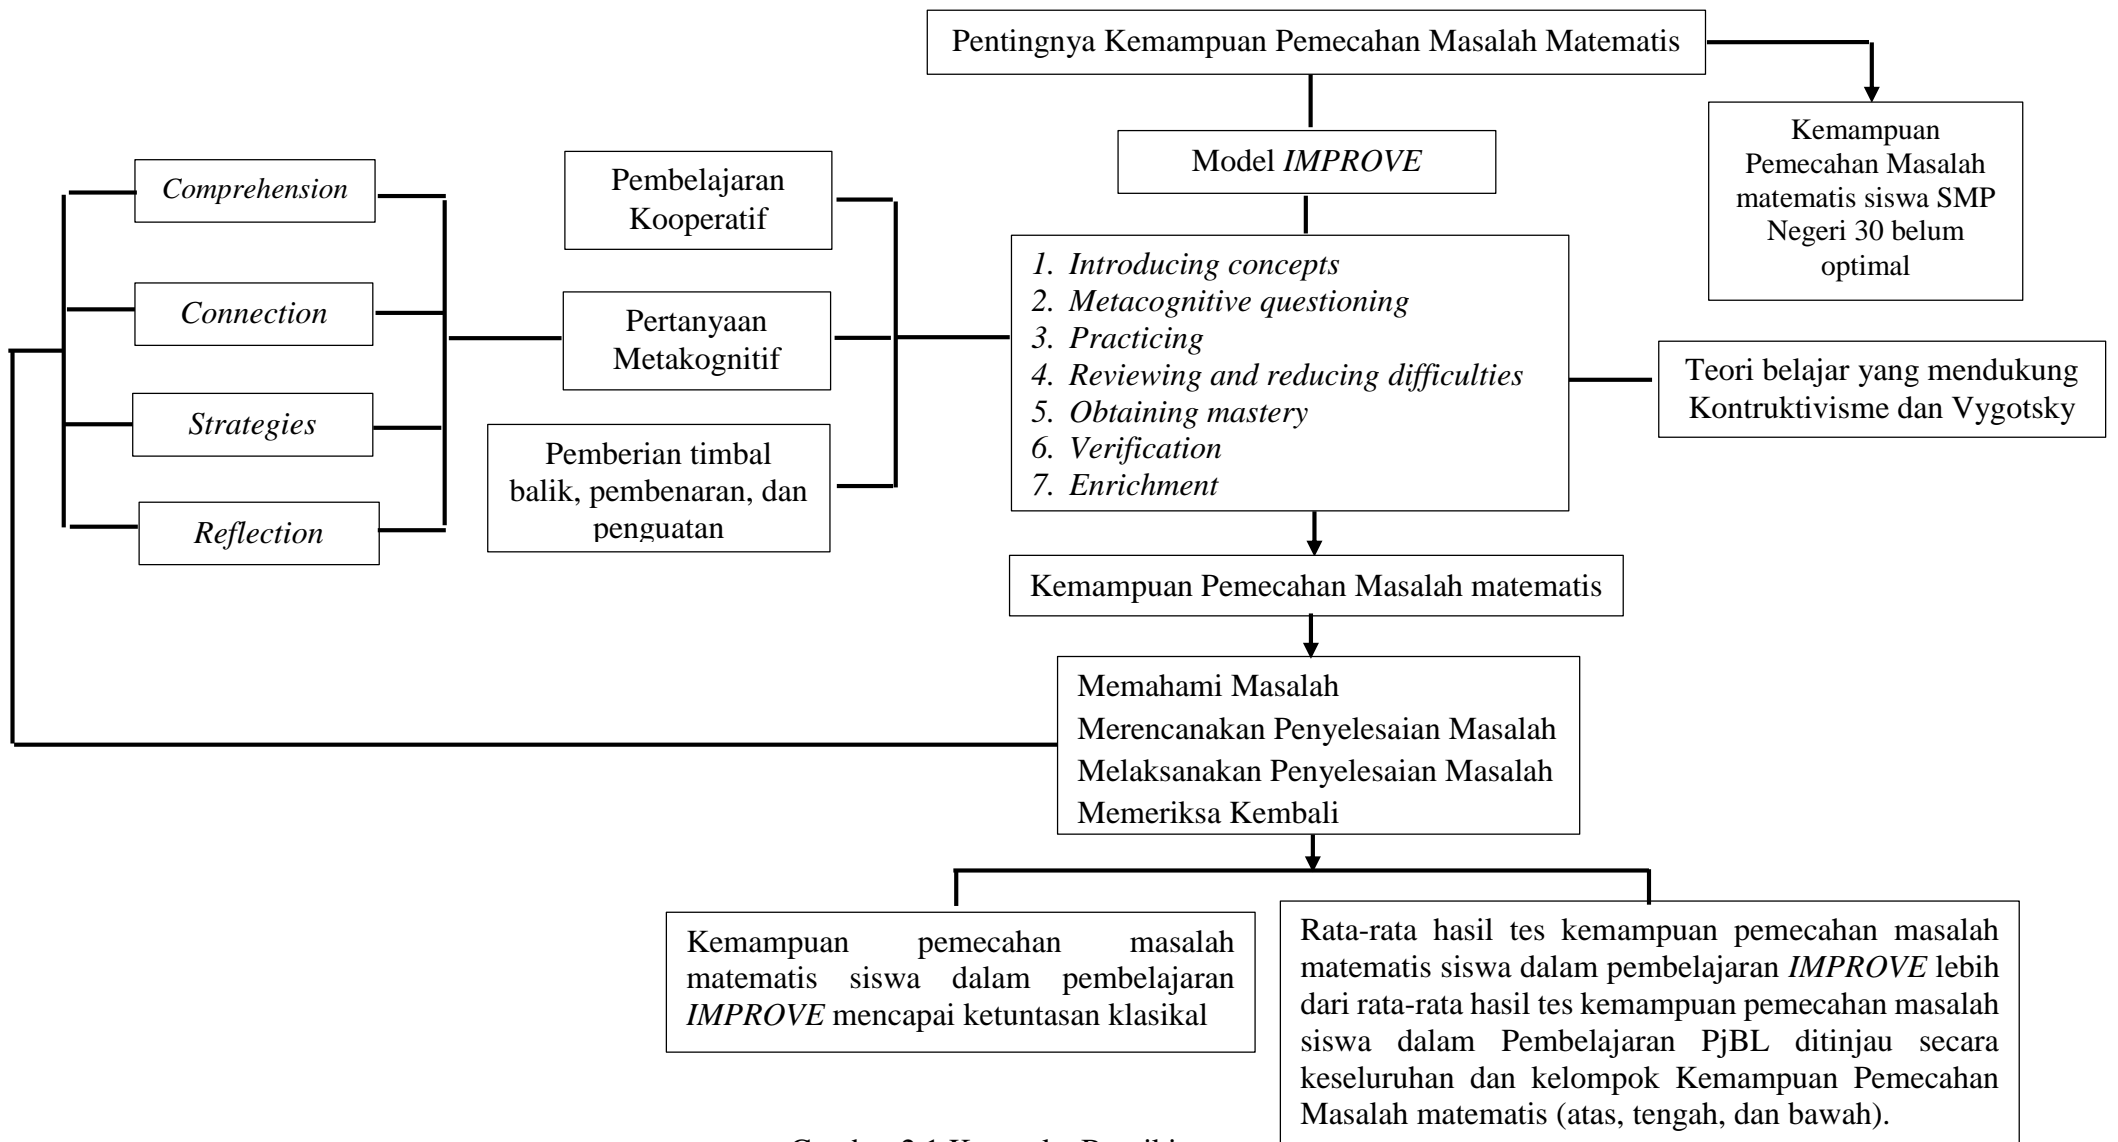 Pentingnya Kemampuan Pemecahan Masalah Matematis
Kemampuan
Pemecahan Masalah
matematis siswa SMP
Negeri 30 belum
optimal
Model IMPROVE
Comprehension
Connection
Strategies
Reflection
Pembelajaran
Kooperatif
Pertanyaan
Metakognitif
Pemberian timbal
balik, pembenaran, dan
penguatan
1. Introducing concepts
2. Metacognitive questioning
3. Practicing
4. Reviewing and reducing difficulties
5. Obtaining mastery
6. Verification
7. Enrichment
Teori belajar yang mendukung
Kontruktivisme dan Vygotsky
Kemampuan Pemecahan Masalah matematis
Memahami Masalah
Merencanakan Penyelesaian Masalah
Melaksanakan Penyelesaian Masalah
Memeriksa Kembali
Kemampuan pemecahan masalah
matematis siswa dalam pembelajaran
IMPROVE mencapai ketuntasan klasikal
Rata-rata hasil tes kemampuan pemecahan masalah
matematis siswa dalam pembelajaran IMPROVE lebih
dari rata-rata hasil tes kemampuan pemecahan masalah
siswa dalam Pembelajaran PjBL ditinjau secara
keseluruhan dan kelompok Kemampuan Pemecahan
Masalah matematis (atas, tengah, dan bawah).
Gambar 2.1